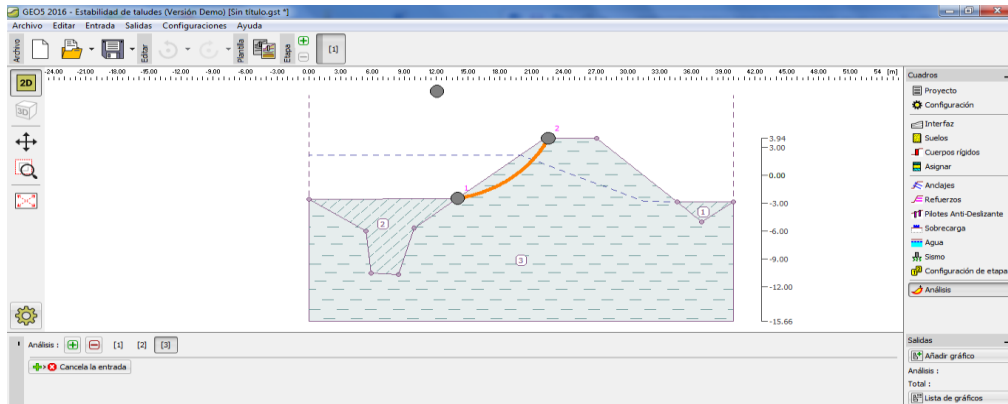 GEO5 2016 - Estabilidad de taludes (Versión Demo) [Sin título.gst *]
Archivo Editar Entrada Salidas Configuraciones Ayuda
Archivo
Editar
Plantilla
Etapa
[1]
-24.00 -21.00 -18.00 -15.00 -12.00 -9.00 -6.00 -3.00 0.00 3.00 6.00 9.00 12.00 15.00 18.00 21.00 24.00 27.00 30.00 33.00 36.00 39.00 42.00 45.00 48.00 51.00 54 [m]
2D
3D
1
2
2
3
1
3.94
3.00
0.00
-3.00
-6.00
-9.00
-12.00
-15.66
Cuadros
Proyecto
Configuración
Interfaz
Suelos
Cuerpos rígidos
Asignar
Anclajes
Refuerzos
Pilotes Anti-Deslizante
Sobrecarga
Agua
Sismo
Configuración de etapa
Análisis
Análisis : [1] [2] [3]
Cancela la entrada
Salidas
Añadir gráfico
Análisis :
Total :
Lista de gráficos